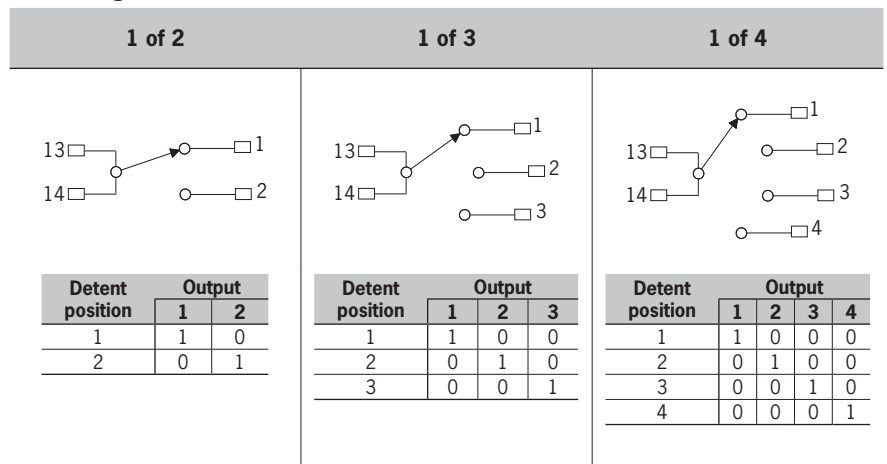 1 of 2 1 of 3 1 of 4
13 1
14 2
13 1
14 2
3
13 1
14 2
3
4
Detent position Output
1 2
1 1 0
2 0 1
Detent position Output
1 2 3
1 1 0 0
2 0 1 0
3 0 0 1
Detent position Output
1 2 3 4
1 1 0 0 0
2 0 1 0 0
3 0 0 1 0
4 0 0 0 1